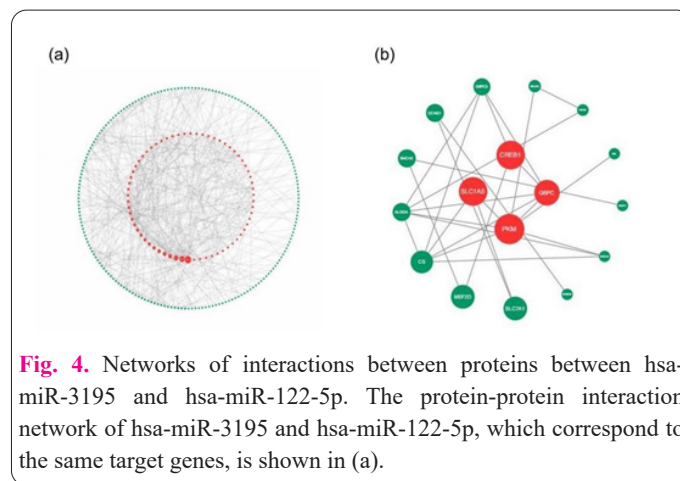 (a)
(b)
CREB1
SLC1A5
G6PC
PKM
CS
MEF2D
SLC2A1
Fig. 4. Networks of interactions between proteins between hsa-
miR-3195 and hsa-miR-122-5p. The protein-protein interaction
network of hsa-miR-3195 and hsa-miR-122-5p, which correspond to
the same target genes, is shown in (a).